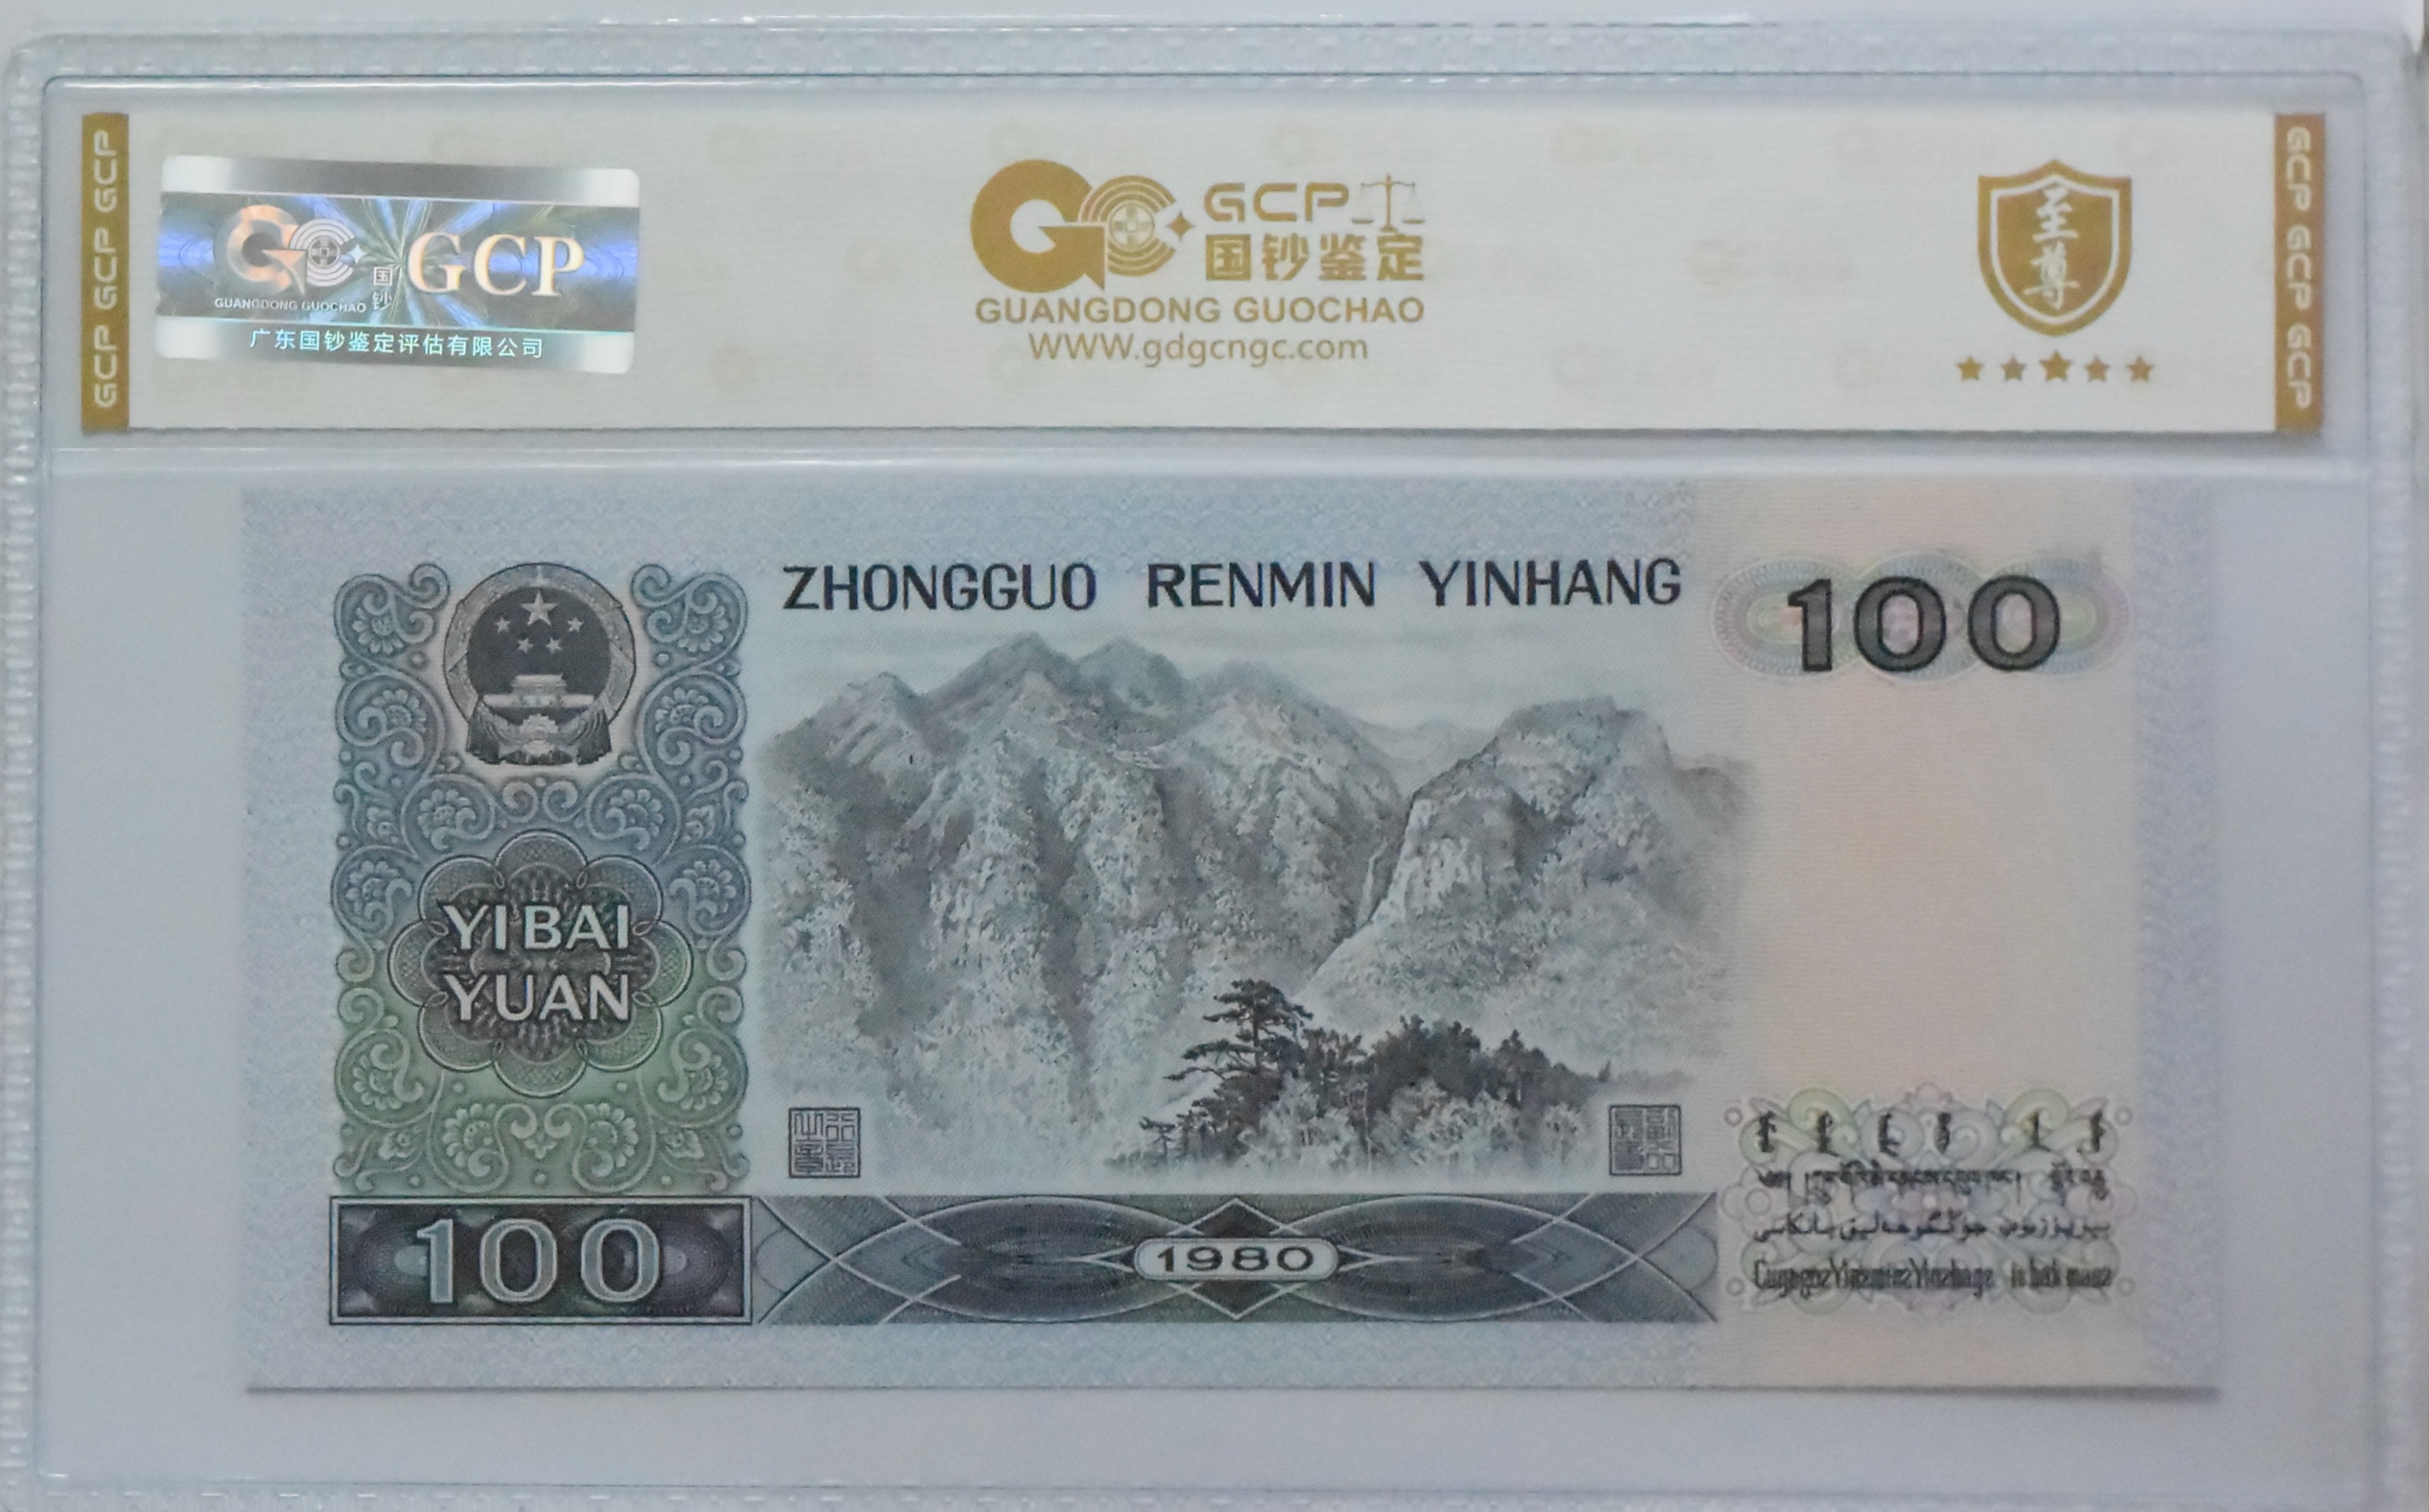 GCP GCP GCP
GCP
国
钞
GUANGDONG GUOCHAO
广东国钞鉴定评估有限公司
GCP
国钞鉴定
GUANGDONG GUOCHAO
WWW.gdgcngc.com
至
尊
GCP GCP GCP
ZHONGGUO RENMIN YINHANG
100
YI BAI
YUAN
100
1980